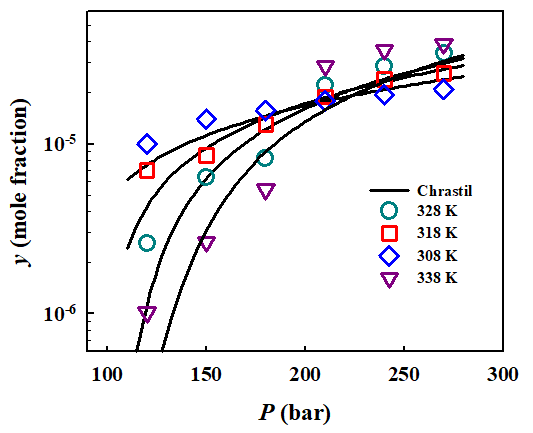 y (mole fraction)
10⁻⁵
10⁻⁶
Chrastil
328 K
318 K
308 K
338 K
100 150 200 250 300
P (bar)